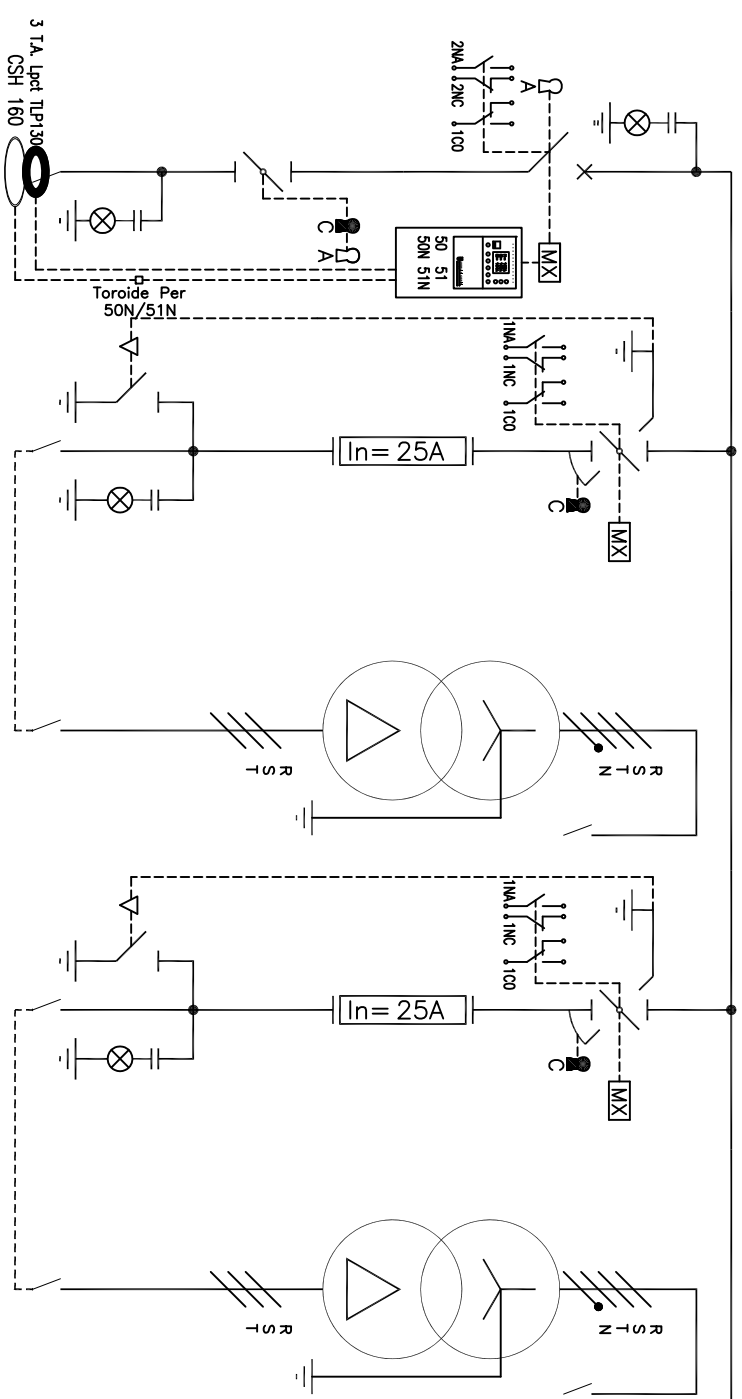 3 T.A. Lpct TLP130
CSH 160
2NA
2NC
1CO
A
MX
C
A
50 51
50N 51N
Toroide Per
50N/51N
1NA
1NC
1CO
In= 25A
C
MX
R
S
T
R
S
T
N
1NA
1NC
1CO
In= 25A
C
MX
R
S
T
R
S
T
N